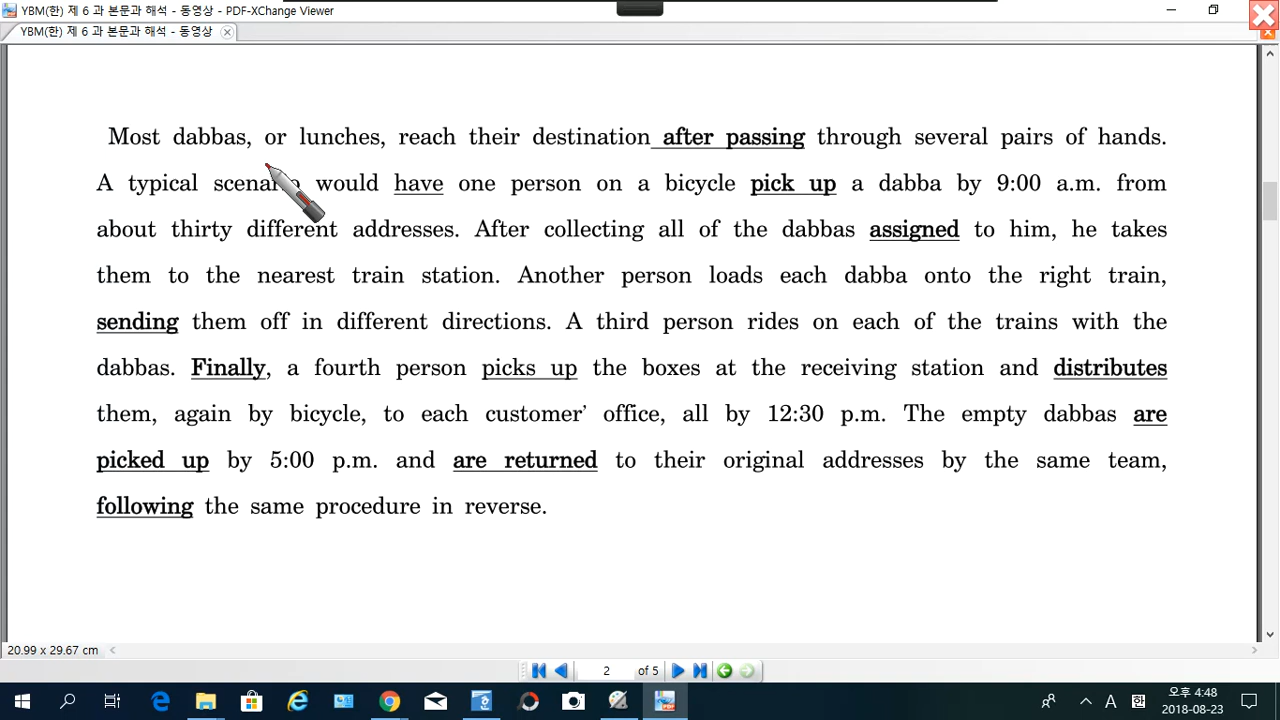 YBM(한) 제 6 과 본문과 해석 - 동영상 - PDF-XChange Viewer
YBM(한) 제 6 과 본문과 해석 - 동영상
Most dabbas, or lunches, reach their destination after passing through several pairs of hands.
A typical scenario would have one person on a bicycle pick up a dabba by 9:00 a.m. from
about thirty different addresses. After collecting all of the dabbas assigned to him, he takes
them to the nearest train station. Another person loads each dabba onto the right train,
sending them off in different directions. A third person rides on each of the trains with the
dabbas. Finally, a fourth person picks up the boxes at the receiving station and distributes
them, again by bicycle, to each customer’ office, all by 12:30 p.m. The empty dabbas are
picked up by 5:00 p.m. and are returned to their original addresses by the same team,
following the same procedure in reverse.
20.99 x 29.67 cm
2 of 5
A 한 오후 4:48
2018-08-23